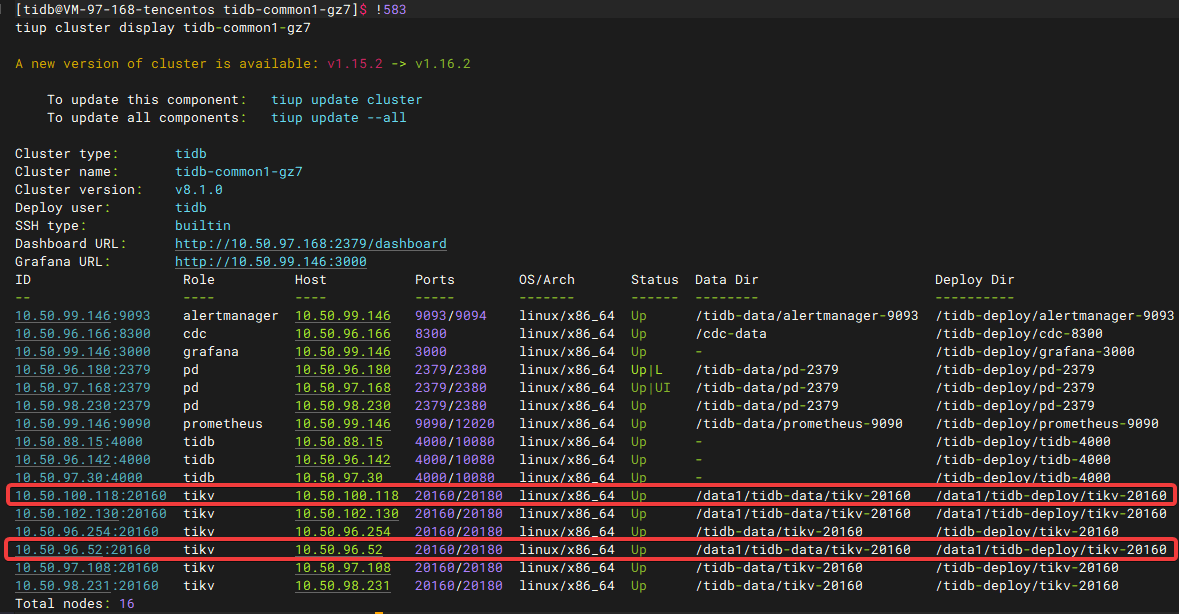 [tidb@VM-97-168-tencentos tidb-common1-gz7]$ !583
tiup cluster display tidb-common1-gz7
A new version of cluster is available: v1.15.2 -> v1.16.2
To update this component: tiup update cluster
To update all components: tiup update --all
Cluster type: tidb
Cluster name: tidb-common1-gz7
Cluster version: v8.1.0
Deploy user: tidb
SSH type: builtin
Dashboard URL: http://10.50.97.168:2379/dashboard
Grafana URL: http://10.50.99.146:3000
ID Role Host Ports OS/Arch Status Data Dir Deploy Dir
-- ---- ---- ----- ------- ------ -------- ----------
10.50.99.146:9093 alertmanager 10.50.99.146 9093/9094 linux/x86_64 Up /tidb-data/alertmanager-9093 /tidb-deploy/alertmanager-9093
10.50.96.166:8300 cdc 10.50.96.166 8300 linux/x86_64 Up /cdc-data /tidb-deploy/cdc-8300
10.50.99.146:3000 grafana 10.50.99.146 3000 linux/x86_64 Up - /tidb-deploy/grafana-3000
10.50.96.180:2379 pd 10.50.96.180 2379/2380 linux/x86_64 Up|L /tidb-data/pd-2379 /tidb-deploy/pd-2379
10.50.97.168:2379 pd 10.50.97.168 2379/2380 linux/x86_64 Up|UI /tidb-data/pd-2379 /tidb-deploy/pd-2379
10.50.98.230:2379 pd 10.50.98.230 2379/2380 linux/x86_64 Up /tidb-data/pd-2379 /tidb-deploy/pd-2379
10.50.99.146:9090 prometheus 10.50.99.146 9090/12020 linux/x86_64 Up /tidb-data/prometheus-9090 /tidb-deploy/prometheus-9090
10.50.88.15:4000 tidb 10.50.88.15 4000/10080 linux/x86_64 Up - /tidb-deploy/tidb-4000
10.50.96.142:4000 tidb 10.50.96.142 4000/10080 linux/x86_64 Up - /tidb-deploy/tidb-4000
10.50.97.30:4000 tidb 10.50.97.30 4000/10080 linux/x86_64 Up - /tidb-deploy/tidb-4000
10.50.100.118:20160 tikv 10.50.100.118 20160/20180 linux/x86_64 Up /data1/tidb-data/tikv-20160 /data1/tidb-deploy/tikv-20160
10.50.102.130:20160 tikv 10.50.102.130 20160/20180 linux/x86_64 Up /data1/tidb-data/tikv-20160 /data1/tidb-deploy/tikv-20160
10.50.96.254:20160 tikv 10.50.96.254 20160/20180 linux/x86_64 Up /tidb-data/tikv-20160 /tidb-deploy/tikv-20160
10.50.96.52:20160 tikv 10.50.96.52 20160/20180 linux/x86_64 Up /data1/tidb-data/tikv-20160 /data1/tidb-deploy/tikv-20160
10.50.97.108:20160 tikv 10.50.97.108 20160/20180 linux/x86_64 Up /tidb-data/tikv-20160 /tidb-deploy/tikv-20160
10.50.98.231:20160 tikv 10.50.98.231 20160/20180 linux/x86_64 Up /tidb-data/tikv-20160 /tidb-deploy/tikv-20160
Total nodes: 16